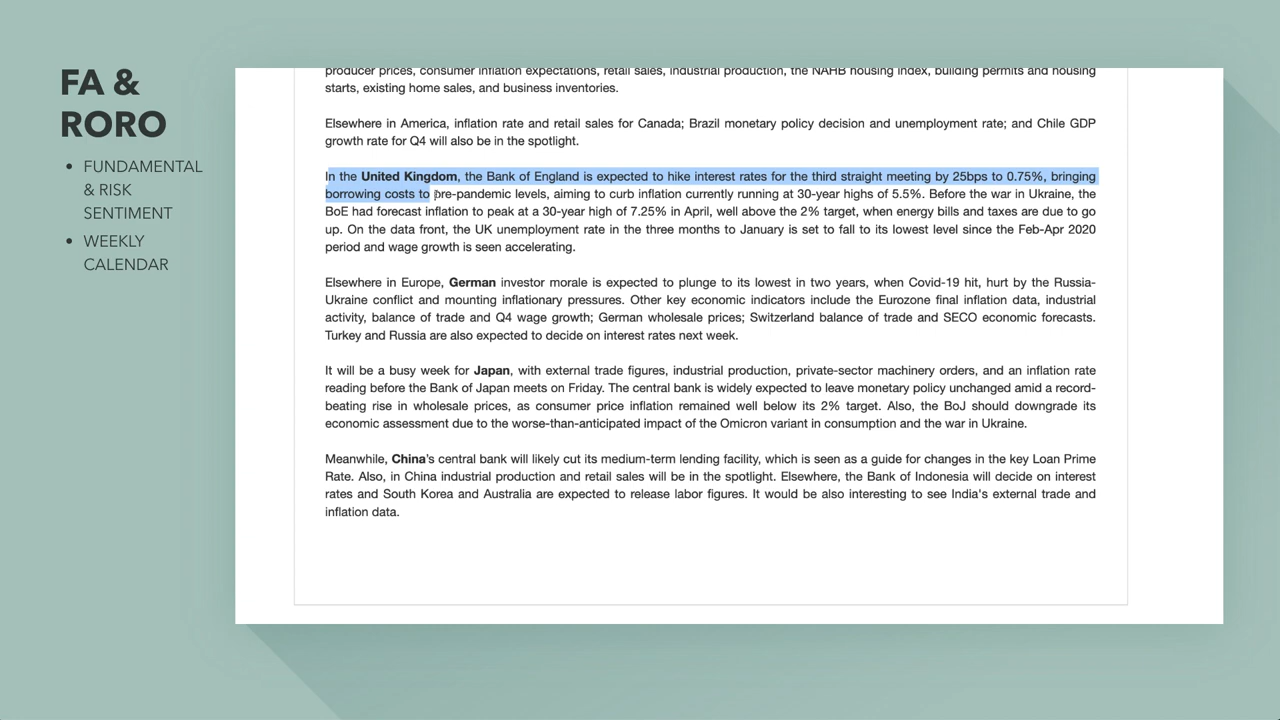 FA &
RORO
• FUNDAMENTAL
& RISK
SENTIMENT
• WEEKLY
CALENDAR
producer prices, consumer inflation expectations, retail sales, industrial production, the NAHB housing index, building permits and housing
starts, existing home sales, and business inventories.
Elsewhere in America, inflation rate and retail sales for Canada; Brazil monetary policy decision and unemployment rate; and Chile GDP
growth rate for Q4 will also be in the spotlight.
In the United Kingdom, the Bank of England is expected to hike interest rates for the third straight meeting by 25bps to 0.75%, bringing
borrowing costs to pre-pandemic levels, aiming to curb inflation currently running at 30-year highs of 5.5%. Before the war in Ukraine, the
BoE had forecast inflation to peak at a 30-year high of 7.25% in April, well above the 2% target, when energy bills and taxes are due to go
up. On the data front, the UK unemployment rate in the three months to January is set to fall to its lowest level since the Feb-Apr 2020
period and wage growth is seen accelerating.
Elsewhere in Europe, German investor morale is expected to plunge to its lowest in two years, when Covid-19 hit, hurt by the Russia-
Ukraine conflict and mounting inflationary pressures. Other key economic indicators include the Eurozone final inflation data, industrial
activity, balance of trade and Q4 wage growth; German wholesale prices; Switzerland balance of trade and SECO economic forecasts.
Turkey and Russia are also expected to decide on interest rates next week.
It will be a busy week for Japan, with external trade figures, industrial production, private-sector machinery orders, and an inflation rate
reading before the Bank of Japan meets on Friday. The central bank is widely expected to leave monetary policy unchanged amid a record-
beating rise in wholesale prices, as consumer price inflation remained well below its 2% target. Also, the BoJ should downgrade its
economic assessment due to the worse-than-anticipated impact of the Omicron variant in consumption and the war in Ukraine.
Meanwhile, China's central bank will likely cut its medium-term lending facility, which is seen as a guide for changes in the key Loan Prime
Rate. Also, in China industrial production and retail sales will be in the spotlight. Elsewhere, the Bank of Indonesia will decide on interest
rates and South Korea and Australia are expected to release labor figures. It would be also interesting to see India's external trade and
inflation data.